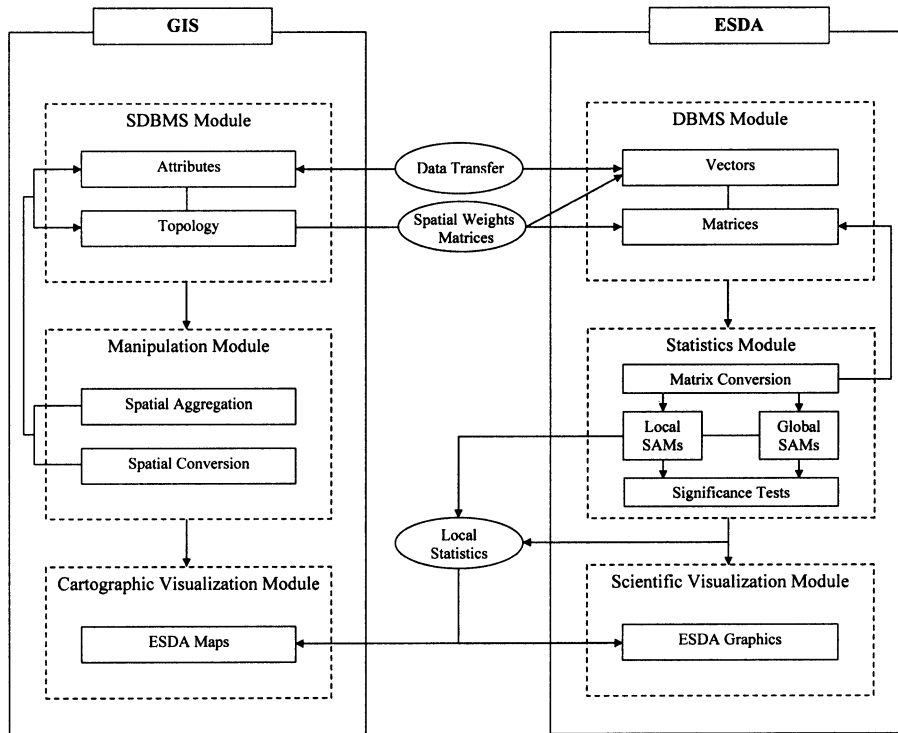 GIS
ESDA
SDBMS Module
DBMS Module
Attributes
Data Transfer
Vectors
Topology
Spatial Weights
Matrices
Matrices
Manipulation Module
Statistics Module
Spatial Aggregation
Matrix Conversion
Local
SAMs
Global
SAMs
Spatial Conversion
Significance Tests
Local
Statistics
Cartographic Visualization Module
Scientific Visualization Module
ESDA Maps
ESDA Graphics